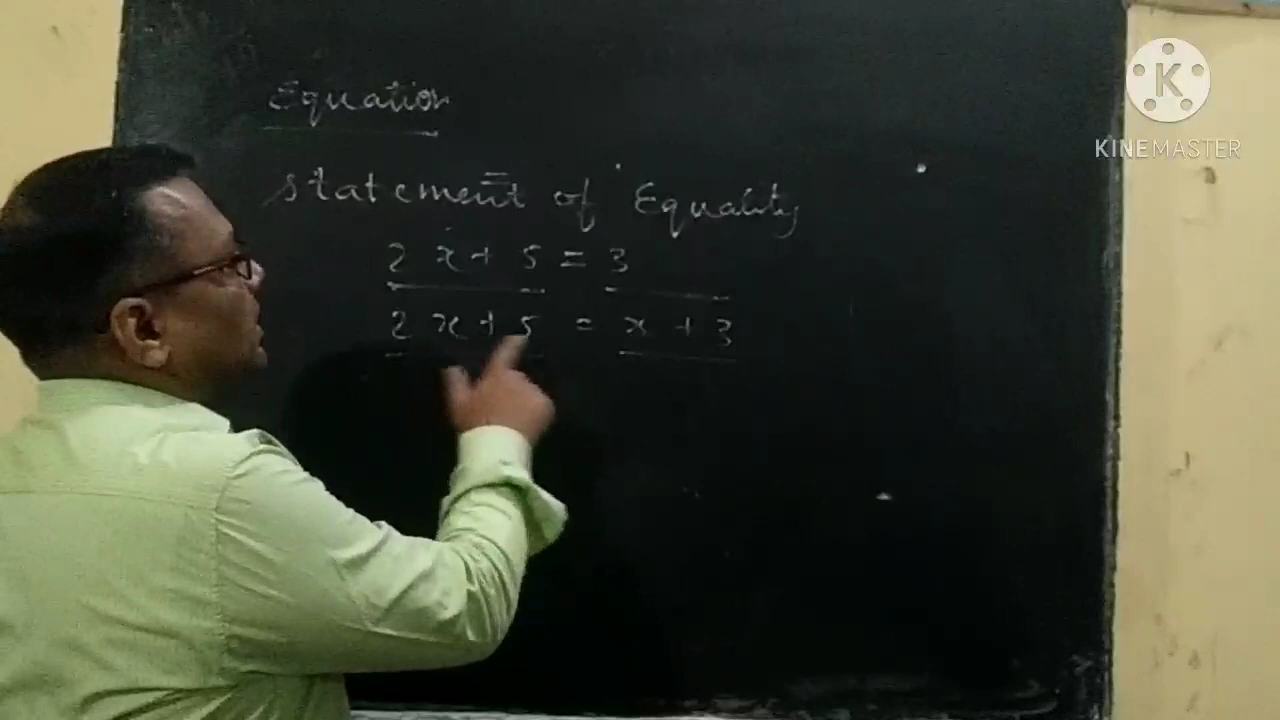 Equation
statement of Equality
2x + 5 = 3
2x + 5 = x + 3
K
KINEMASTER